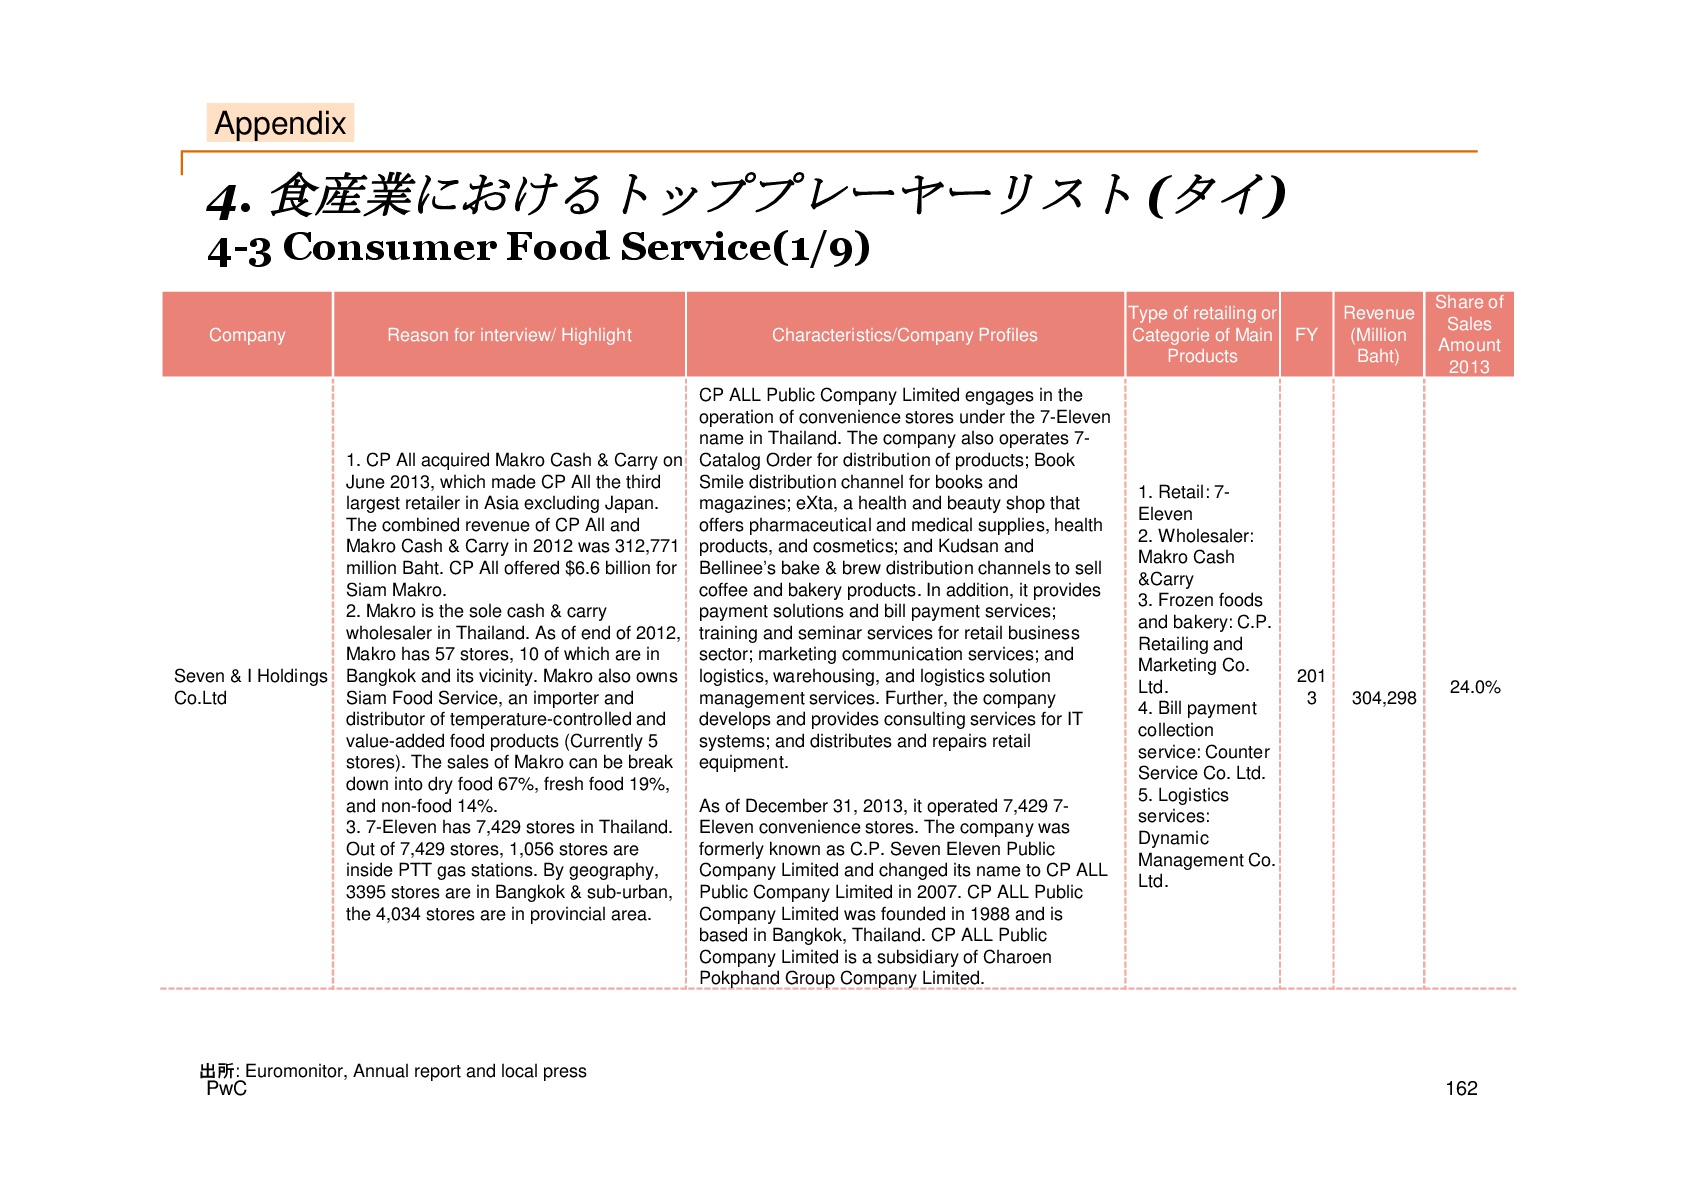 Appendix
4. 食産業におけるトッププレーヤーリスト(タイ)
4-3 Consumer Food Service(1/9)
Company
Reason for interview/ Highlight
Characteristics/Company Profiles
Type of retailing or
Categorie of Main
Products
FY
Revenue
(Million
Baht)
Share of
Sales
Amount
2013
Seven & I Holdings
Co.Ltd
1. CP All acquired Makro Cash & Carry on
June 2013, which made CP All the third
largest retailer in Asia excluding Japan.
The combined revenue of CP All and
Makro Cash & Carry in 2012 was 312,771
million Baht. CP All offered $6.6 billion for
Siam Makro.
2. Makro is the sole cash & carry
wholesaler in Thailand. As of end of 2012,
Makro has 57 stores, 10 of which are in
Bangkok and its vicinity. Makro also owns
Siam Food Service, an importer and
distributor of temperature-controlled and
value-added food products (Currently 5
stores). The sales of Makro can be break
down into dry food 67%, fresh food 19%,
and non-food 14%.
3. 7-Eleven has 7,429 stores in Thailand.
Out of 7,429 stores, 1,056 stores are
inside PTT gas stations. By geography,
3395 stores are in Bangkok & sub-urban,
the 4,034 stores are in provincial area.
CP ALL Public Company Limited engages in the
operation of convenience stores under the 7-Eleven
name in Thailand. The company also operates 7-
Catalog Order for distribution of products; Book
Smile distribution channel for books and
magazines; eXta, a health and beauty shop that
offers pharmaceutical and medical supplies, health
products, and cosmetics; and Kudsan and
Bellinee's bake & brew distribution channels to sell
coffee and bakery products. In addition, it provides
payment solutions and bill payment services;
training and seminar services for retail business
sector; marketing communication services; and
logistics, warehousing, and logistics solution
management services. Further, the company
develops and provides consulting services for IT
systems; and distributes and repairs retail
equipment.
As of December 31, 2013, it operated 7,429 7-
Eleven convenience stores. The company was
formerly known as C.P. Seven Eleven Public
Company Limited and changed its name to CP ALL
Public Company Limited in 2007. CP ALL Public
Company Limited was founded in 1988 and is
based in Bangkok, Thailand. CP ALL Public
Company Limited is a subsidiary of Charoen
Pokphand Group Company Limited.
1. Retail: 7-
Eleven
2. Wholesaler:
Makro Cash
&Carry
3. Frozen foods
and bakery: C.P.
Retailing and
Marketing Co.
Ltd.
4. Bill payment
collection
service: Counter
Service Co. Ltd.
5. Logistics
services:
Dynamic
Management Co.
Ltd.
201
3
304,298
24.0%
出所: Euromonitor, Annual report and local press
PwC
162